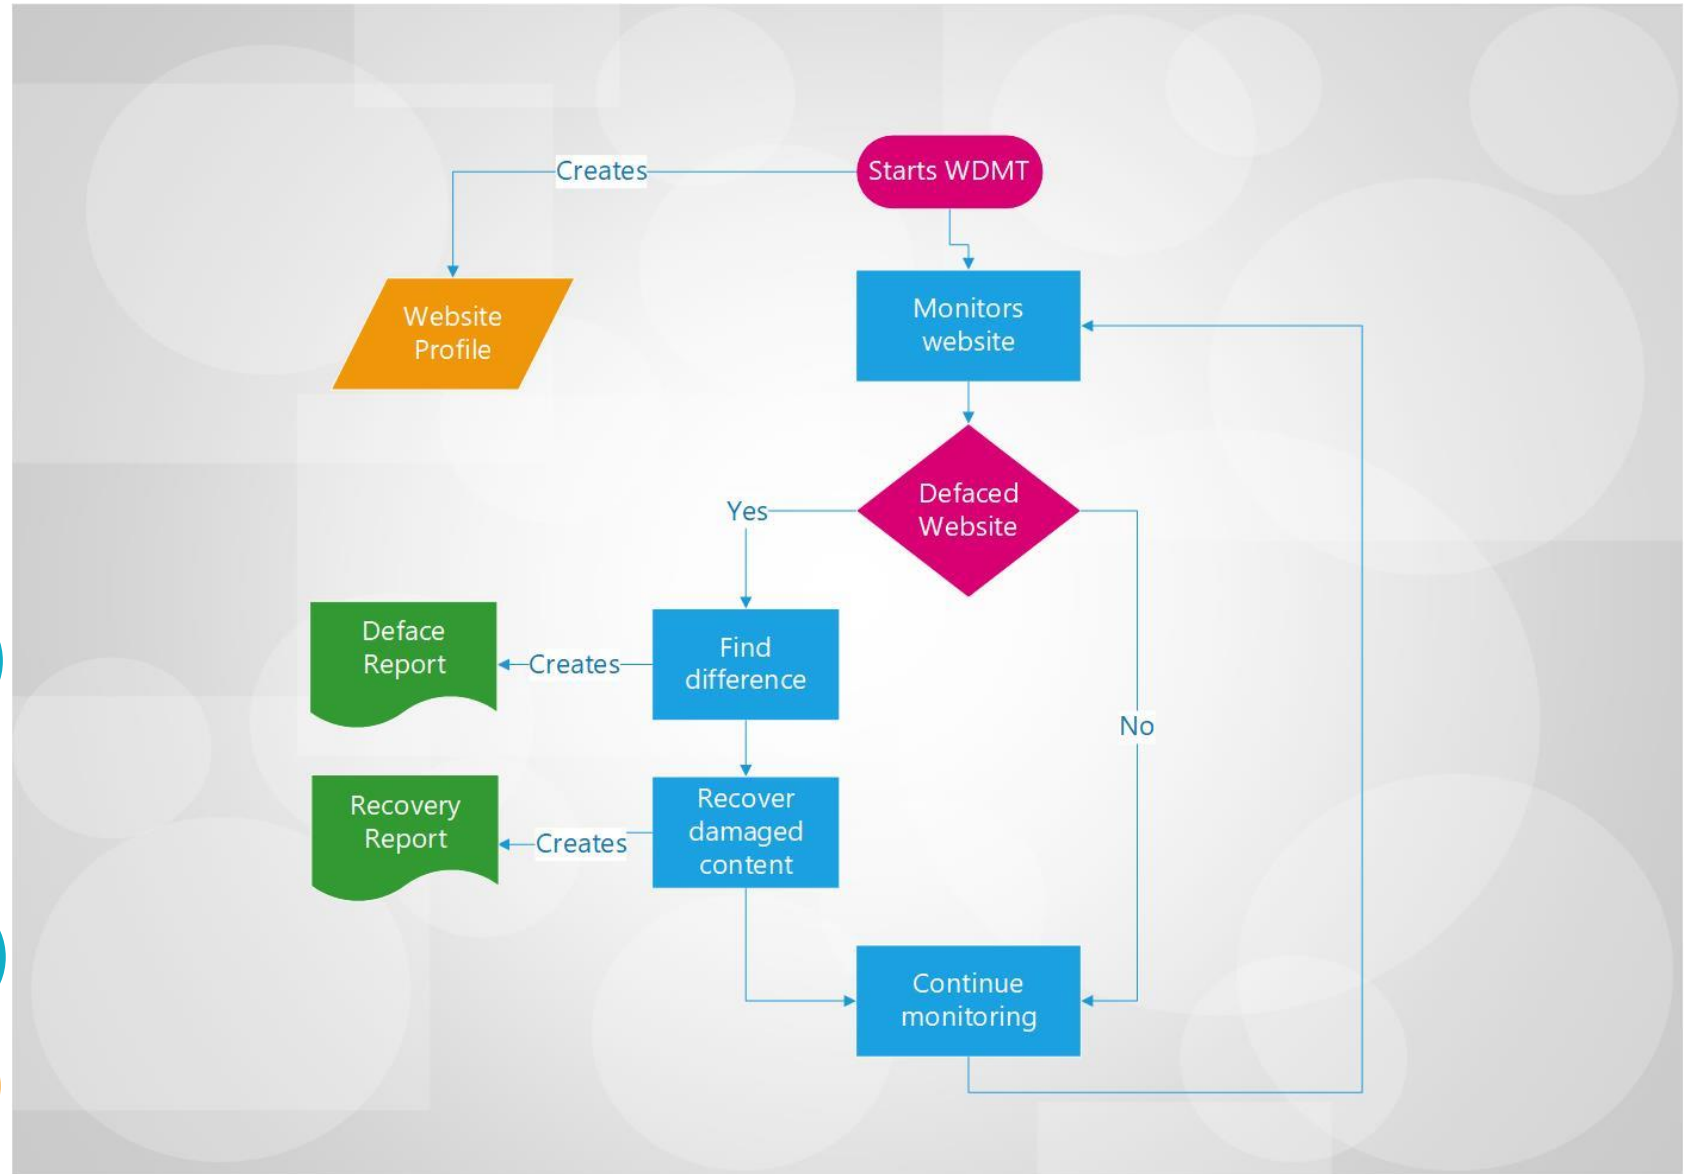 Creates
Starts WDMT
Website
Profile
Monitors
website
Defaced
Website
Yes
Deface
Report
Creates
Find
difference
No
Recovery
Report
Creates
Recover
damaged
content
Continue
monitoring